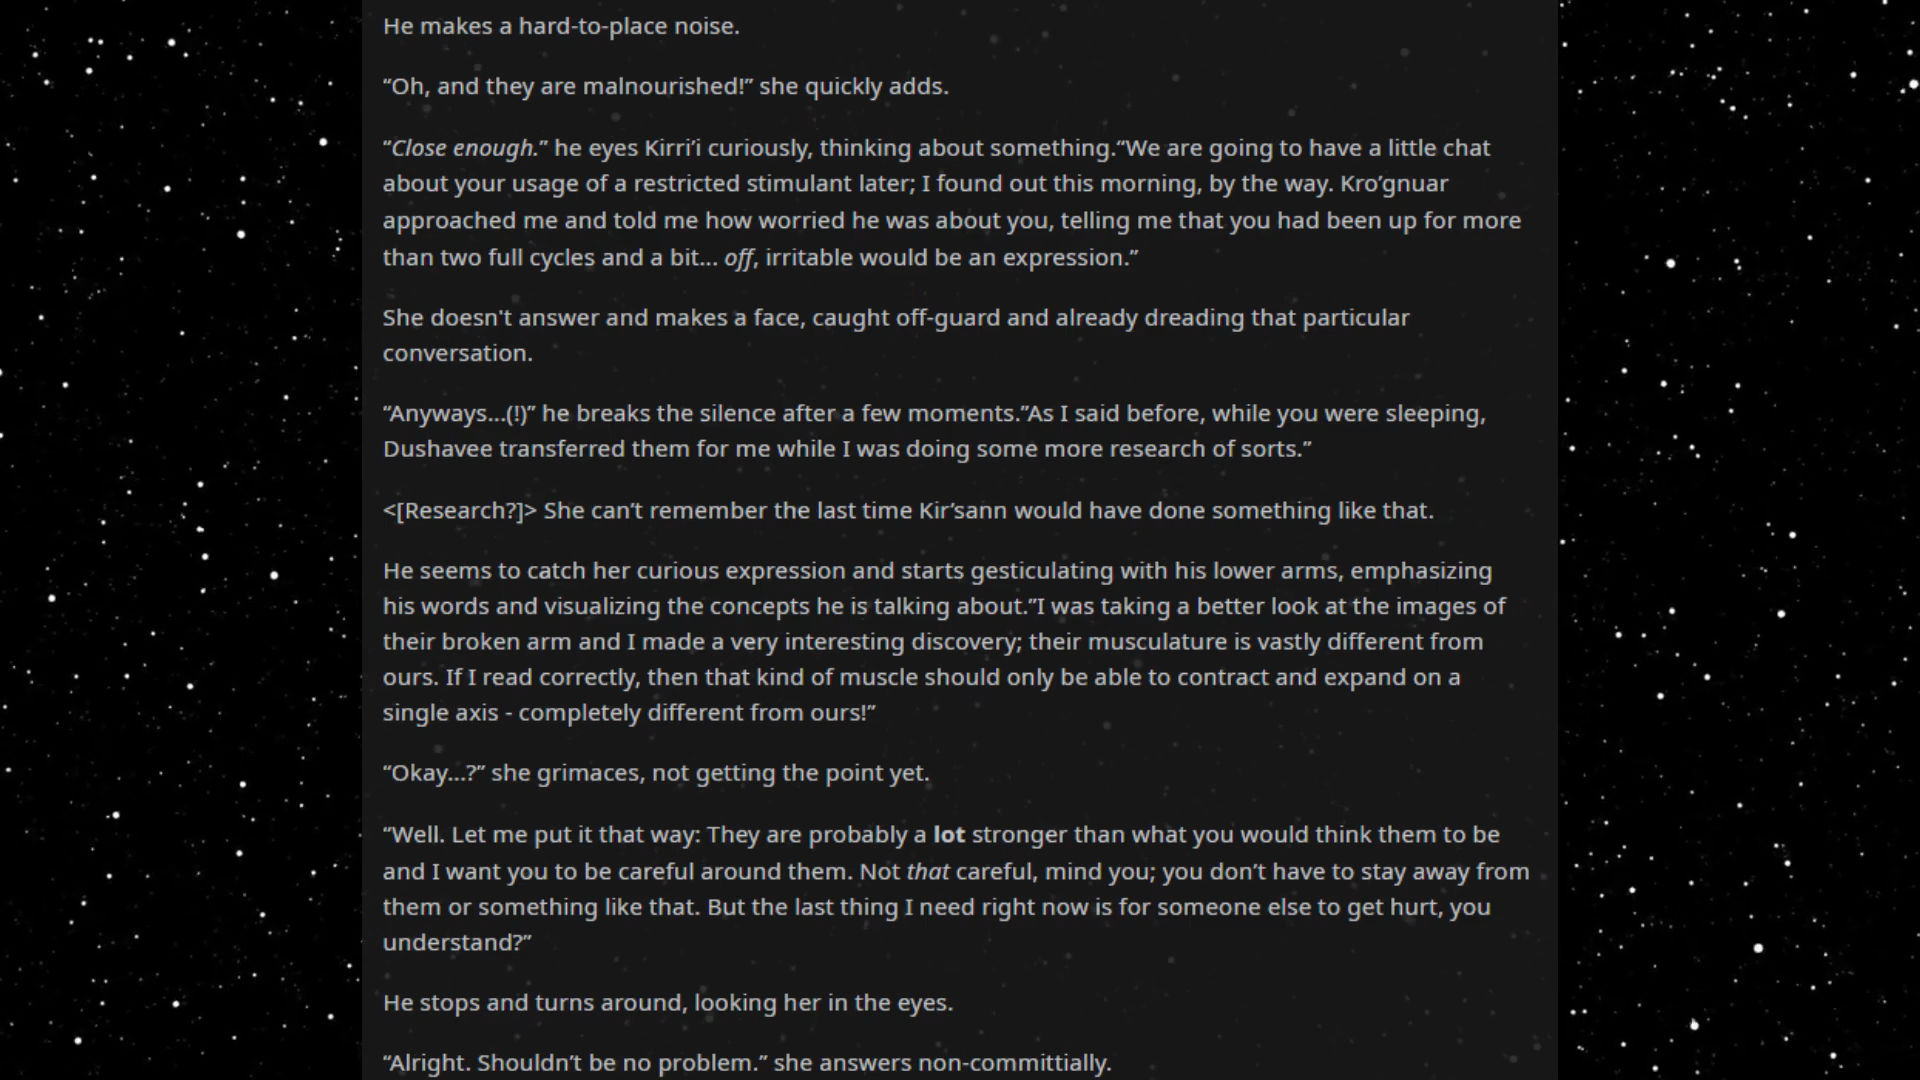 He makes a hard-to-place noise.
“Oh, and they are malnourished!” she quickly adds.
“Close enough.” he eyes Kirri’i curiously, thinking about something.“We are going to have a little chat
about your usage of a restricted stimulant later; I found out this morning, by the way. Kro’gnuar
approached me and told me how worried he was about you, telling me that you had been up for more
than two full cycles and a bit… off, irritable would be an expression.”
She doesn't answer and makes a face, caught off-guard and already dreading that particular
conversation.
“Anyways…(!)” he breaks the silence after a few moments.”As I said before, while you were sleeping,
Dushavee transferred them for me while I was doing some more research of sorts.”
<[Research?]> She can’t remember the last time Kir’sann would have done something like that.
He seems to catch her curious expression and starts gesticulating with his lower arms, emphasizing
his words and visualizing the concepts he is talking about.”I was taking a better look at the images of
their broken arm and I made a very interesting discovery; their musculature is vastly different from
ours. If I read correctly, then that kind of muscle should only be able to contract and expand on a
single axis - completely different from ours!”
“Okay…?” she grimaces, not getting the point yet.
“Well. Let me put it that way: They are probably a lot stronger than what you would think them to be
and I want you to be careful around them. Not that careful, mind you; you don’t have to stay away from
them or something like that. But the last thing I need right now is for someone else to get hurt, you
understand?”
He stops and turns around, looking her in the eyes.
“Alright. Shouldn’t be no problem.” she answers non-committially.